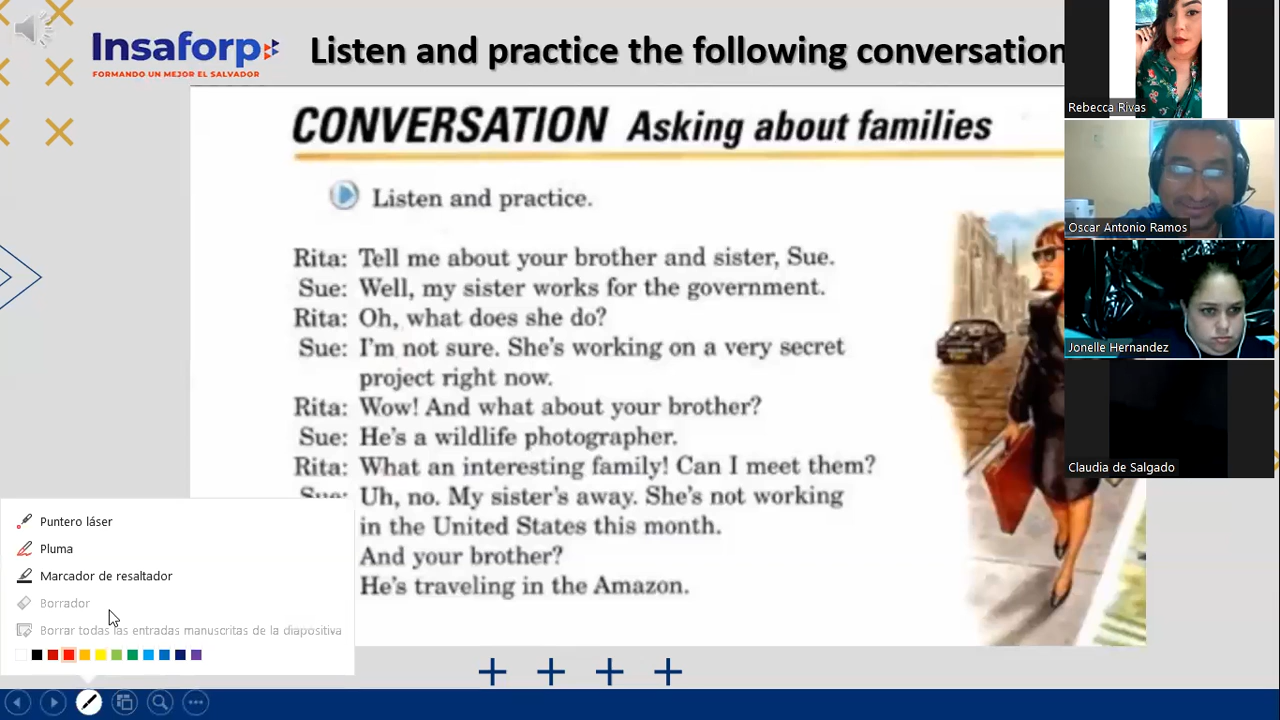 Insaforp
FORMANDO UN MEJOR EL SALVADOR
Listen and practice the following conversation
CONVERSATION Asking about families
Listen and practice.
Rita: Tell me about your brother and sister, Sue.
Sue: Well, my sister works for the government.
Rita: Oh, what does she do?
Sue: I'm not sure. She's working on a very secret
project right now.
Rita: Wow! And what about your brother?
Sue: He's a wildlife photographer.
Rita: What an interesting family! Can I meet them?
Sue: Uh, no. My sister's away. She's not working
in the United States this month.
And your brother?
He's traveling in the Amazon.
Puntero láser
Pluma
Marcador de resaltador
Borrador
Borrar todas las entradas manuscritas de la diapositiva
Rebecca Rivas
Oscar Antonio Ramos
Jonelle Hernandez
Claudia de Salgado